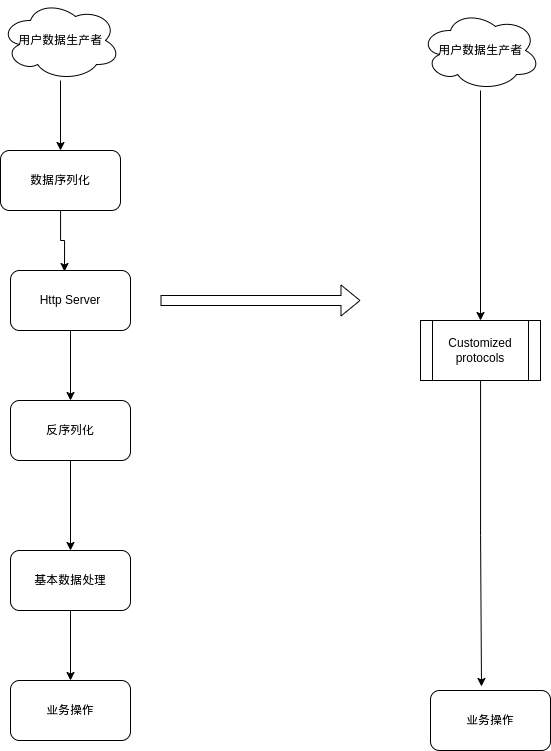 用户数据生产者
数据序列化
Http Server
反序列化
基本数据处理
业务操作
用户数据生产者
Customized
protocols
业务操作